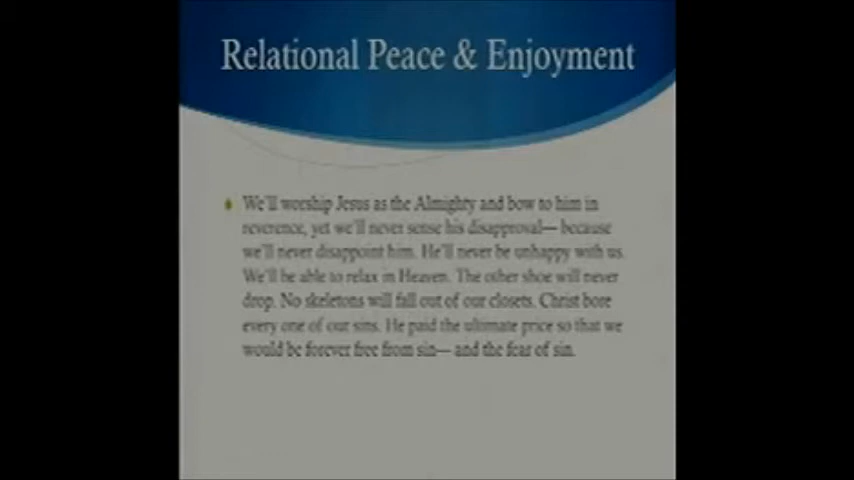 Relational Peace & Enjoyment
We'll worship Jesus as the Almighty and bow to him in
reverence, yet we'll never sense his disapproval— because
we'll never disappoint him. He'll never be unhappy with us.
We'll be able to relax in Heaven. The other shoe will never
drop. No skeletons will fall out of our closets. Christ bore
every one of our sins. He paid the ultimate price so that we
would be forever free from sin— and the fear of sin.